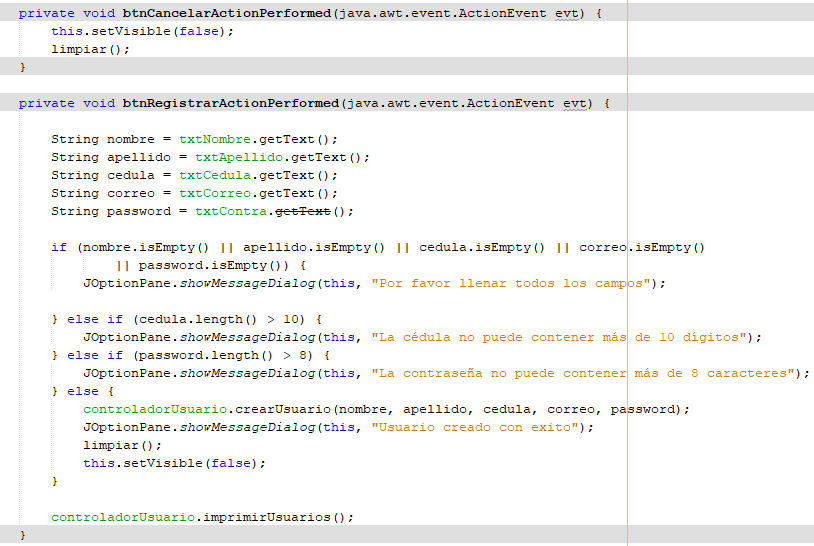 private void btnCancelarActionPerformed(java.awt.event.ActionEvent evt) {
    this.setVisible(false);
    limpiar();
}
private void btnRegistrarActionPerformed(java.awt.event.ActionEvent evt) {
    String nombre = txtNombre.getText();
    String apellido = txtApellido.getText();
    String cedula = txtCedula.getText();
    String correo = txtCorreo.getText();
    String password = txtContra.getText();
    if (nombre.isEmpty() || apellido.isEmpty() || cedula.isEmpty() || correo.isEmpty()
            || password.isEmpty()) {
        JOptionPane.showMessageDialog(this, "Por favor llenar todos los campos");
    } else if (cedula.length() > 10) {
        JOptionPane.showMessageDialog(this, "La cédula no puede contener más de 10 dígitos");
    } else if (password.length() > 8) {
        JOptionPane.showMessageDialog(this, "La contraseña no puede contener más de 8 caracteres");
    } else {
        controladorUsuario.crearUsuario(nombre, apellido, cedula, correo, password);
        JOptionPane.showMessageDialog(this, "Usuario creado con exito");
        limpiar();
        this.setVisible(false);
    }
    controladorUsuario.imprimirUsuarios();
}